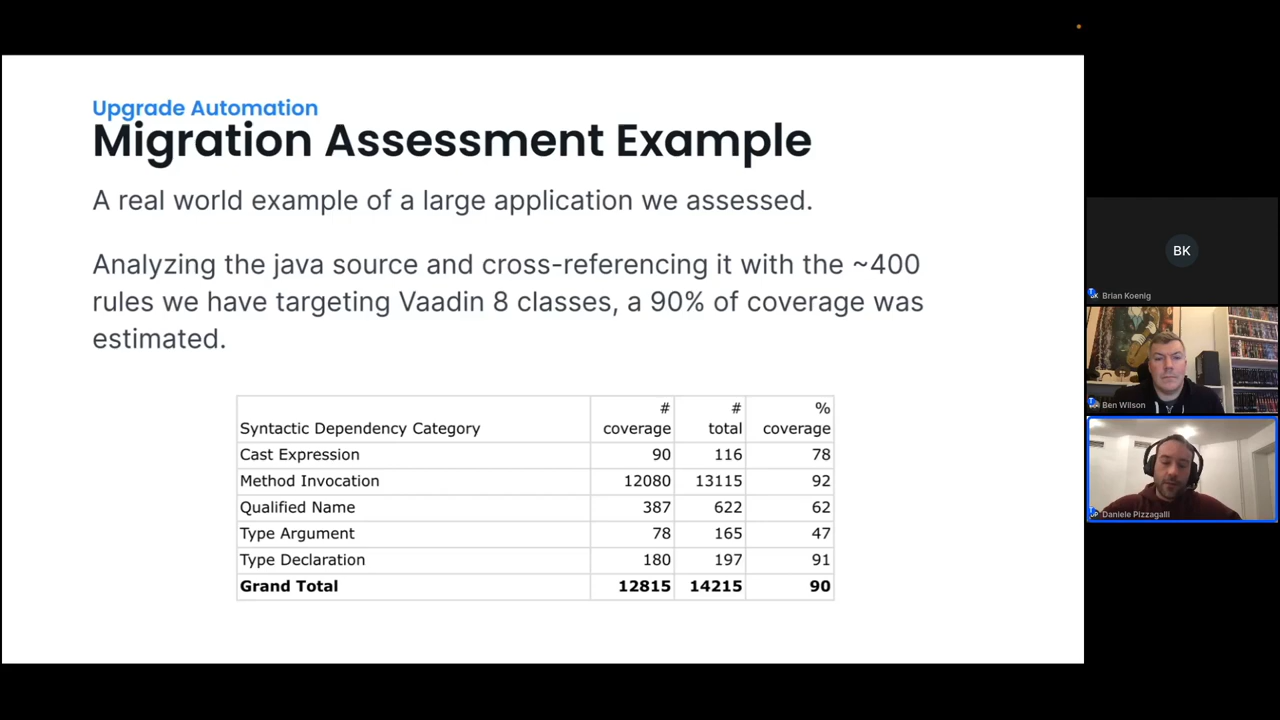 Upgrade Automation
Migration Assessment Example
A real world example of a large application we assessed.
Analyzing the java source and cross-referencing it with the ~400
rules we have targeting Vaadin 8 classes, a 90% of coverage was
estimated.
Syntactic Dependency Category # coverage # total % coverage
Cast Expression 90 116 78
Method Invocation 12080 13115 92
Qualified Name 387 622 62
Type Argument 78 165 47
Type Declaration 180 197 91
Grand Total 12815 14215 90
BK
Brian Koenig
Ben Wilson
Daniele Pizzagalli